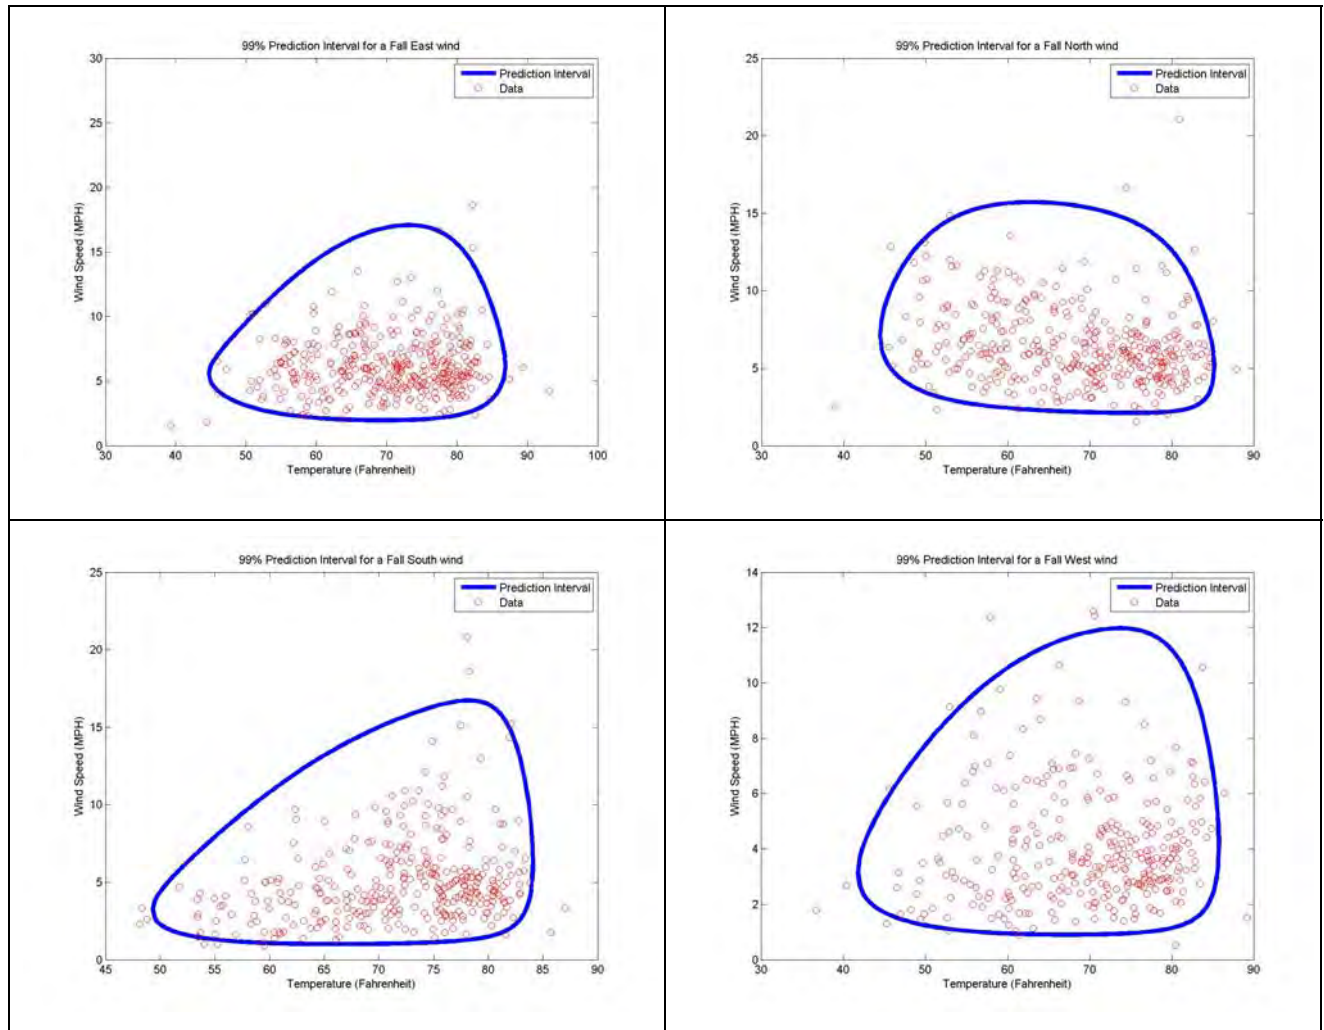 99% Prediction Interval for a Fall East wind
30
Prediction Interval
Data
25
20
15
10
5
0
Wind Speed (MPH)
30 40 50 60 70 80 90 100
Temperature (Fahrenheit)
99% Prediction Interval for a Fall North wind
25
Prediction Interval
Data
20
15
10
5
0
Wind Speed (MPH)
30 40 50 60 70 80 90
Temperature (Fahrenheit)
99% Prediction Interval for a Fall South wind
25
Prediction Interval
Data
20
15
10
5
0
Wind Speed (MPH)
45 50 55 60 65 70 75 80 85 90
Temperature (Fahrenheit)
99% Prediction Interval for a Fall West wind
14
Prediction Interval
Data
12
10
8
6
4
2
0
Wind Speed (MPH)
30 40 50 60 70 80 90
Temperature (Fahrenheit)